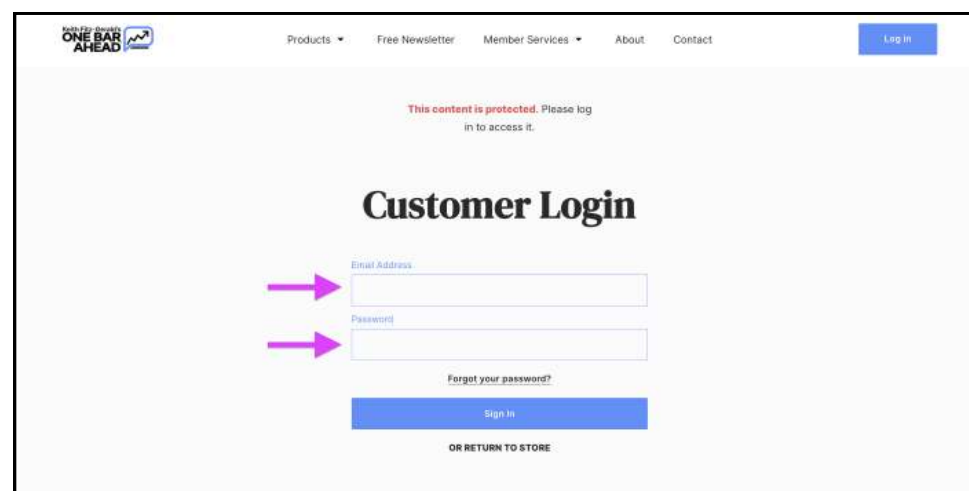 Keith Fitz-Gerald's
ONE BAR
AHEAD
Products Free Newsletter Member Services About Contact Log in
This content is protected. Please log
in to access it.
Customer Login
Email Address
Password
Forgot your password?
Sign In
OR RETURN TO STORE